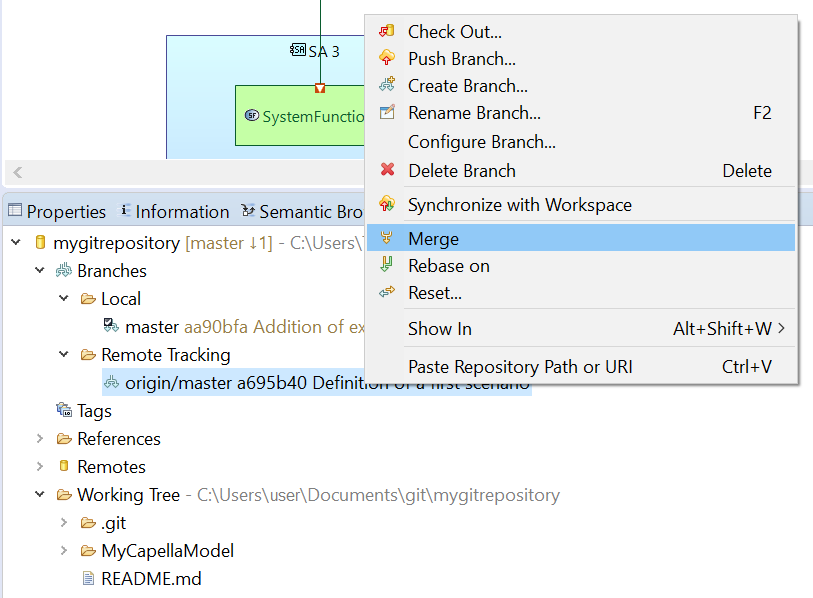 SA SA 3
SF SystemFunctio
Check Out...
Push Branch...
Create Branch...
Rename Branch... F2
Configure Branch...
Delete Branch Delete
Synchronize with Workspace
Merge
Rebase on
Reset...
Show In Alt+Shift+W >
Paste Repository Path or URI Ctrl+V
Properties Information Semantic Bro
mygitrepository [master ↓1] - C:\Users\
Branches
Local
master aa90bfa Addition of ex
Remote Tracking
origin/master a695b40 Definition of a first scenario
Tags
References
Remotes
Working Tree - C:\Users\user\Documents\git\mygitrepository
.git
MyCapellaModel
README.md